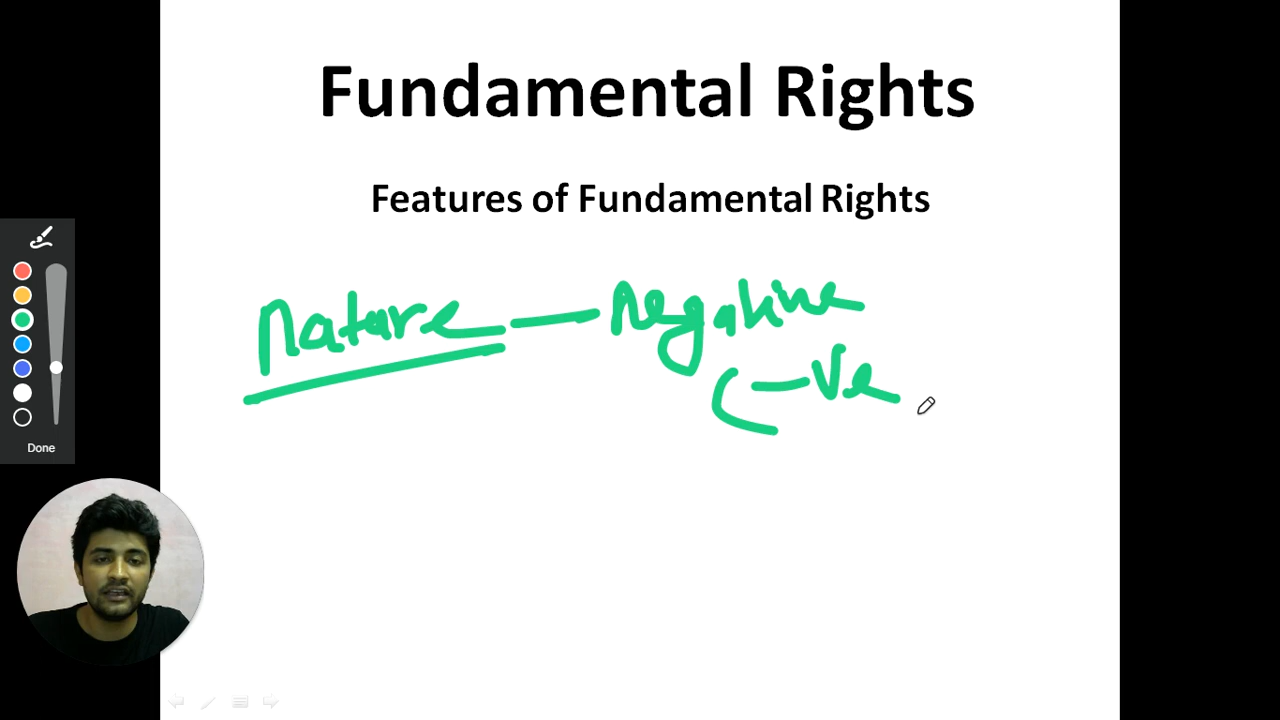 Fundamental Rights
Features of Fundamental Rights
Nature — Negative
(-ve
Done